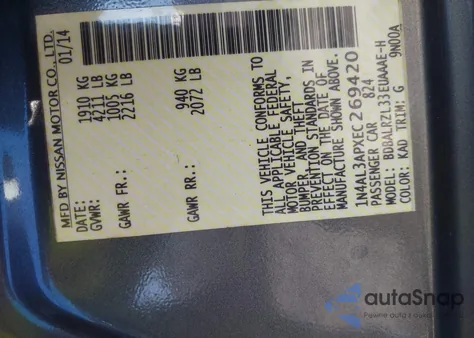 MFD BY NISSAN MOTOR CO., LTD.
DATE: 01/14
GVWR: 1910 KG
4211 LB
GAWR FR.: 1005 KG
2216 LB
GAWR RR.: 940 KG
2072 LB
THIS VEHICLE CONFORMS TO
ALL APPLICABLE FEDERAL
MOTOR VEHICLE SAFETY,
BUMPER, AND THEFT
PREVENTION STANDARDS IN
EFFECT ON THE DATE OF
MANUFACTURE SHOWN ABOVE.
1N4AL3APXEC269420
PASSENGER CAR 824
MODEL: BDBALRZL33EUAAAE-H
COLOR: KAD TRIM: G 9N00A
autoSnap